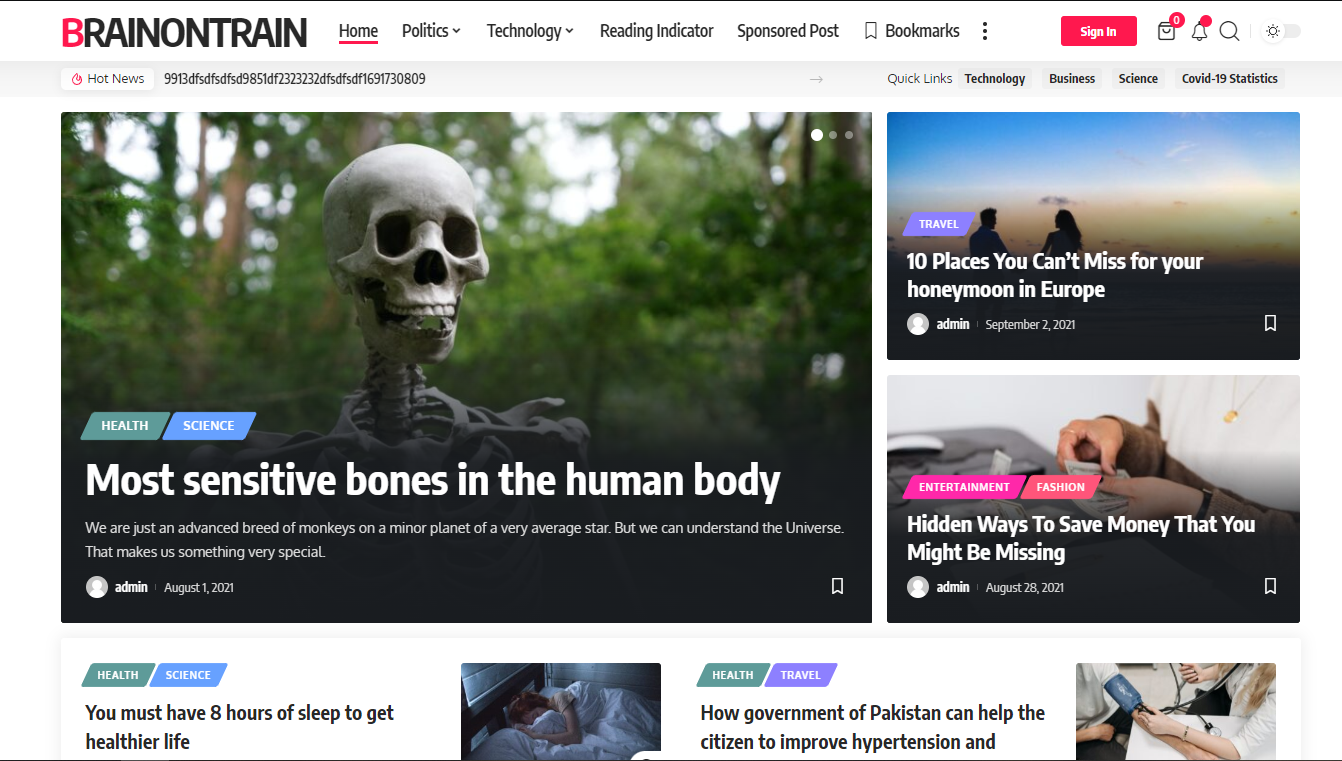 BRAINONTRAIN
Home Politics Technology Reading Indicator Sponsored Post Bookmarks
0
Sign In
Hot News 9913dfsdfsdfsd9851df2323232dfsdfsdf1691730809
Quick Links Technology Business Science Covid-19 Statistics
HEALTH SCIENCE
Most sensitive bones in the human body
We are just an advanced breed of monkeys on a minor planet of a very average star. But we can understand the Universe.
That makes us something very special.
admin August 1, 2021
TRAVEL
10 Places You Can't Miss for your
honeymoon in Europe
admin September 2, 2021
ENTERTAINMENT FASHION
Hidden Ways To Save Money That You
Might Be Missing
admin August 28, 2021
HEALTH SCIENCE
You must have 8 hours of sleep to get
healthier life
HEALTH TRAVEL
How government of Pakistan can help the
citizen to improve hypertension and